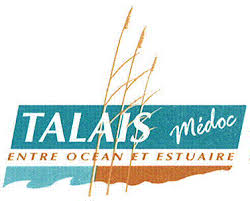 TALAIS Médoc
ENTRE OCÉAN ET ESTUAIRE